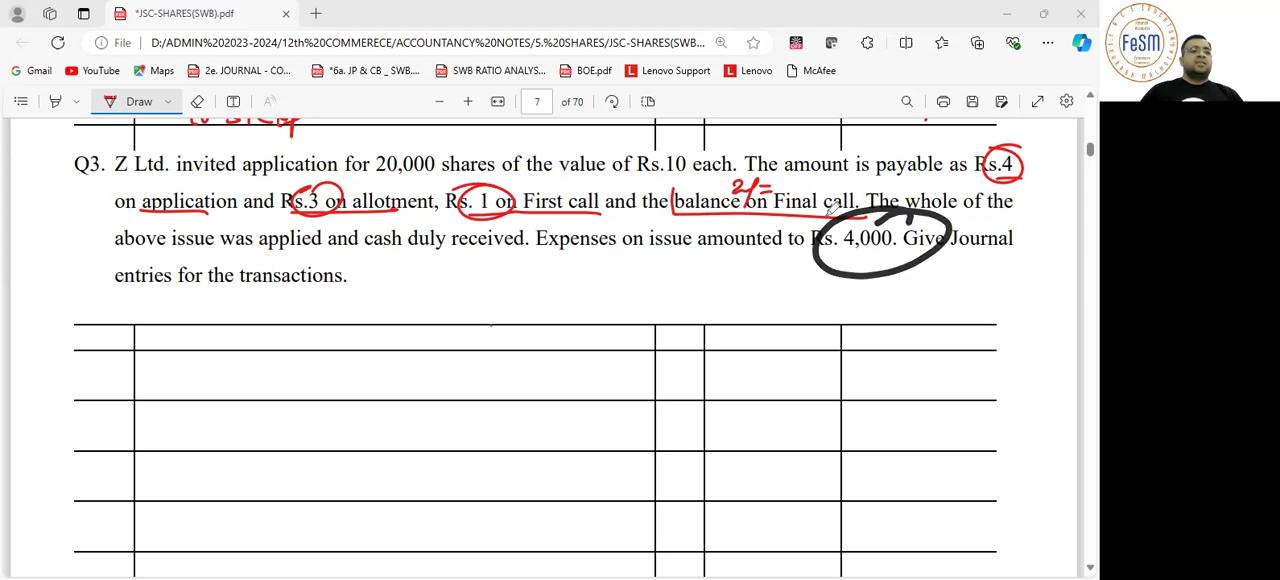 *JSC-SHARES(SWB).pdf
File D:/ADMIN%202023-2024/12th%20COMMERECE/ACCOUNTANCY%20NOTES/5.%20SHARES/JSC-SHARES(SWB...
Gmail YouTube Maps 2e. JOURNAL - CO... *6a. JP & CB _ SWB.... SWB RATIO ANALYS... BOE.pdf Lenovo Support Lenovo McAfee
Draw 7 of 70
Q3. Z Ltd. invited application for 20,000 shares of the value of Rs.10 each. The amount is payable as Rs.4
2/=
on application and Rs.3 on allotment, Rs. 1 on First call and the balance on Final call. The whole of the
above issue was applied and cash duly received. Expenses on issue amounted to Rs. 4,000. Give Journal
entries for the transactions.
FeSM